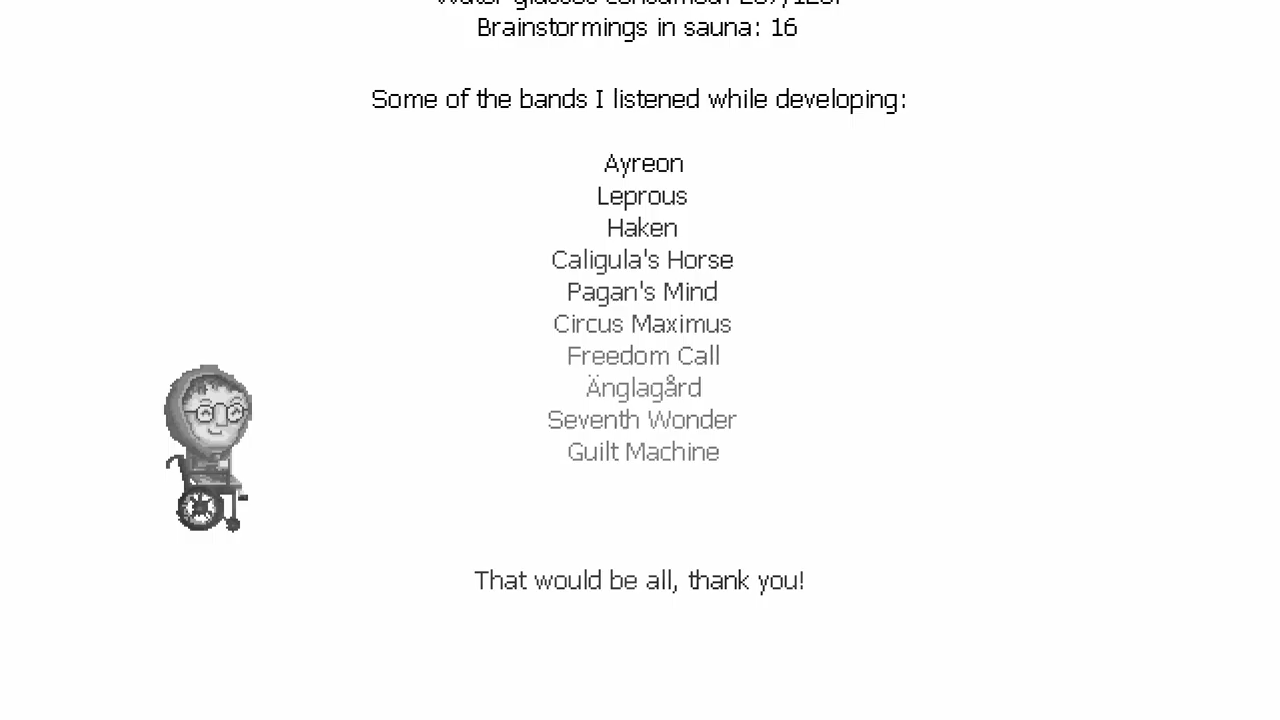 Brainstormings in sauna: 16
Some of the bands I listened while developing:
Ayreon
Leprous
Haken
Caligula's Horse
Pagan's Mind
Circus Maximus
Freedom Call
Änglagård
Seventh Wonder
Guilt Machine
That would be all, thank you!